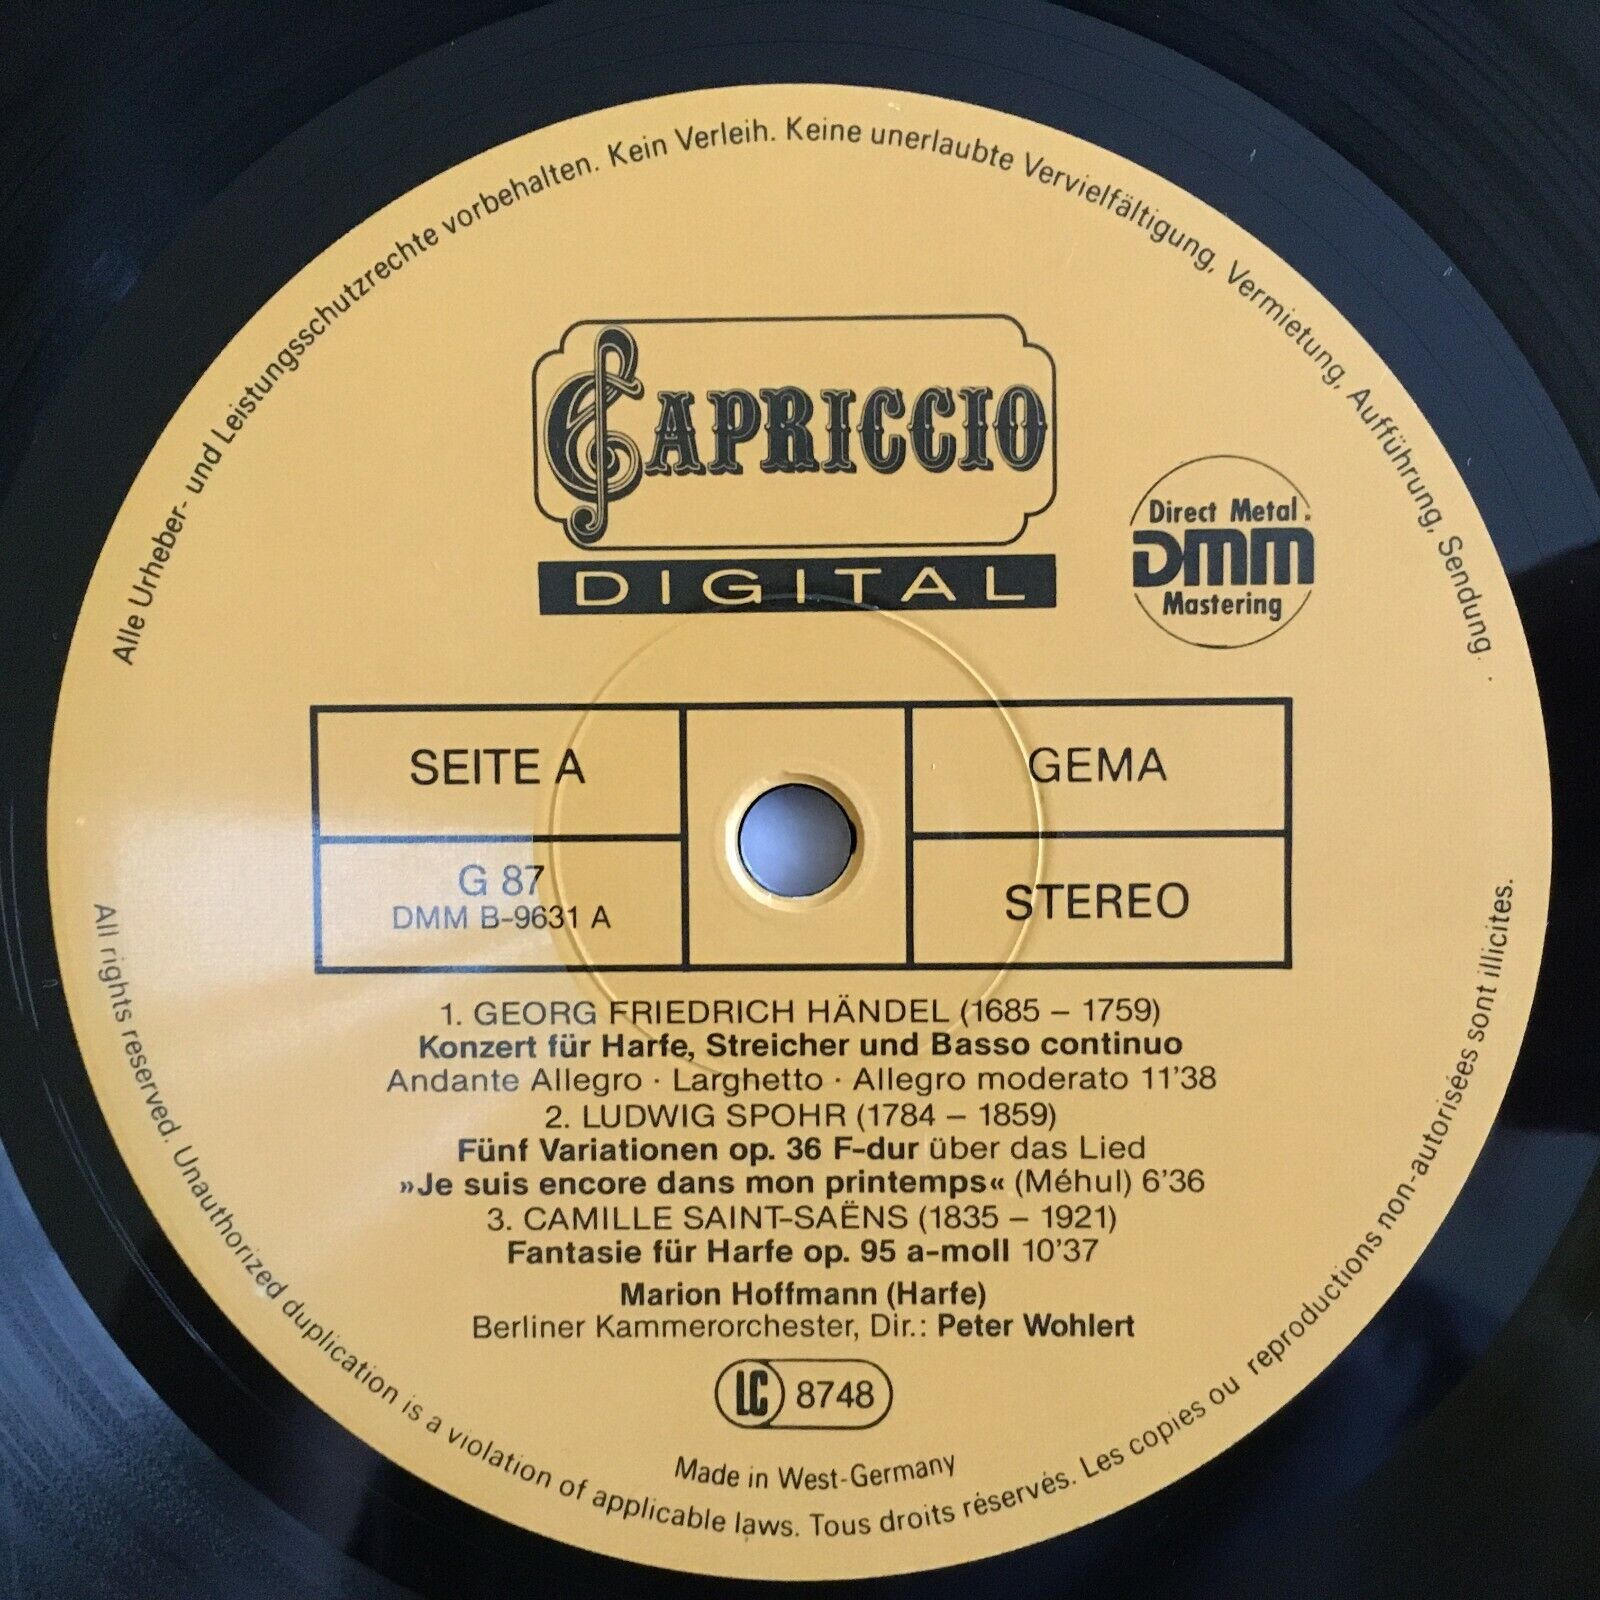 Alle Urheber- und Leistungsschutzrechte vorbehalten. Kein Verleih. Keine unerlaubte Vervielfältigung, Vermietung, Aufführung, Sendung.
CAPRICCIO
DIGITAL
Direct Metal
DMM
Mastering
SEITE A
GEMA
G 87
DMM B-9631 A
STEREO
1. GEORG FRIEDRICH HÄNDEL (1685 – 1759)
Konzert für Harfe, Streicher und Basso continuo
Andante Allegro · Larghetto · Allegro moderato 11'38
2. LUDWIG SPOHR (1784 – 1859)
Fünf Variationen op. 36 F-dur über das Lied
»Je suis encore dans mon printemps« (Méhul) 6'36
3. CAMILLE SAINT-SAËNS (1835 – 1921)
Fantasie für Harfe op. 95 a-moll 10'37
Marion Hoffmann (Harfe)
Berliner Kammerorchester, Dir.: Peter Wohlert
LC 8748
Made in West-Germany
All rights reserved. Unauthorized duplication is a violation of applicable laws. Tous droits réservés. Les copies ou reproductions non-autorisées sont illicites.